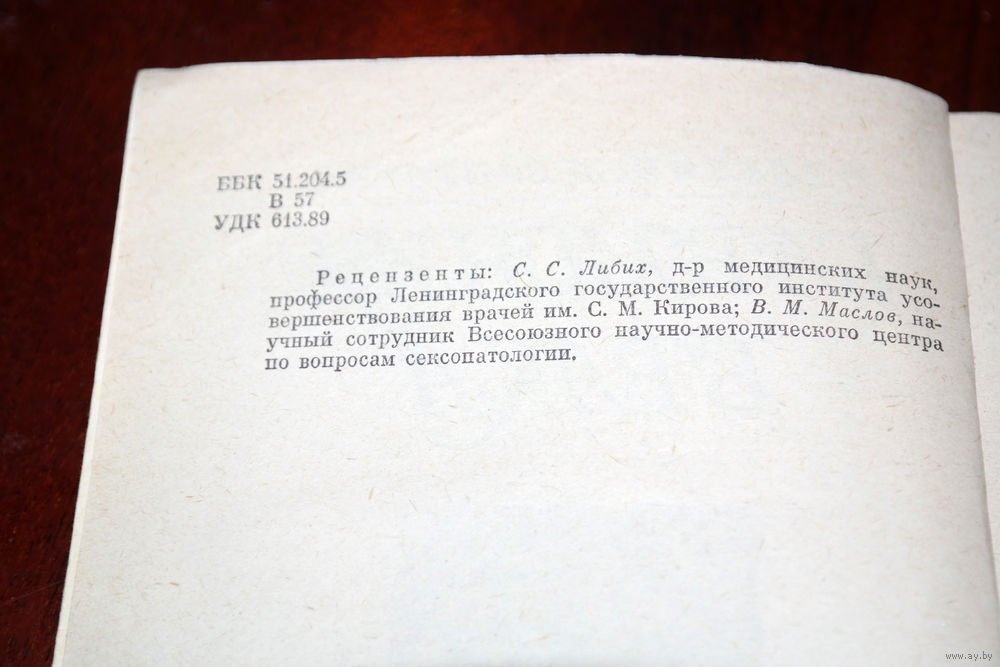 ББК 51.204.5
В 57
УДК 613.89
Рецензенты: С. С. Либих, д-р медицинских наук,
профессор Ленинградского государственного института усо-
вершенствования врачей им. С. М. Кирова; В. М. Маслов, на-
учный сотрудник Всесоюзного научно-методического центра
по вопросам сексопатологии.
www.ay.by